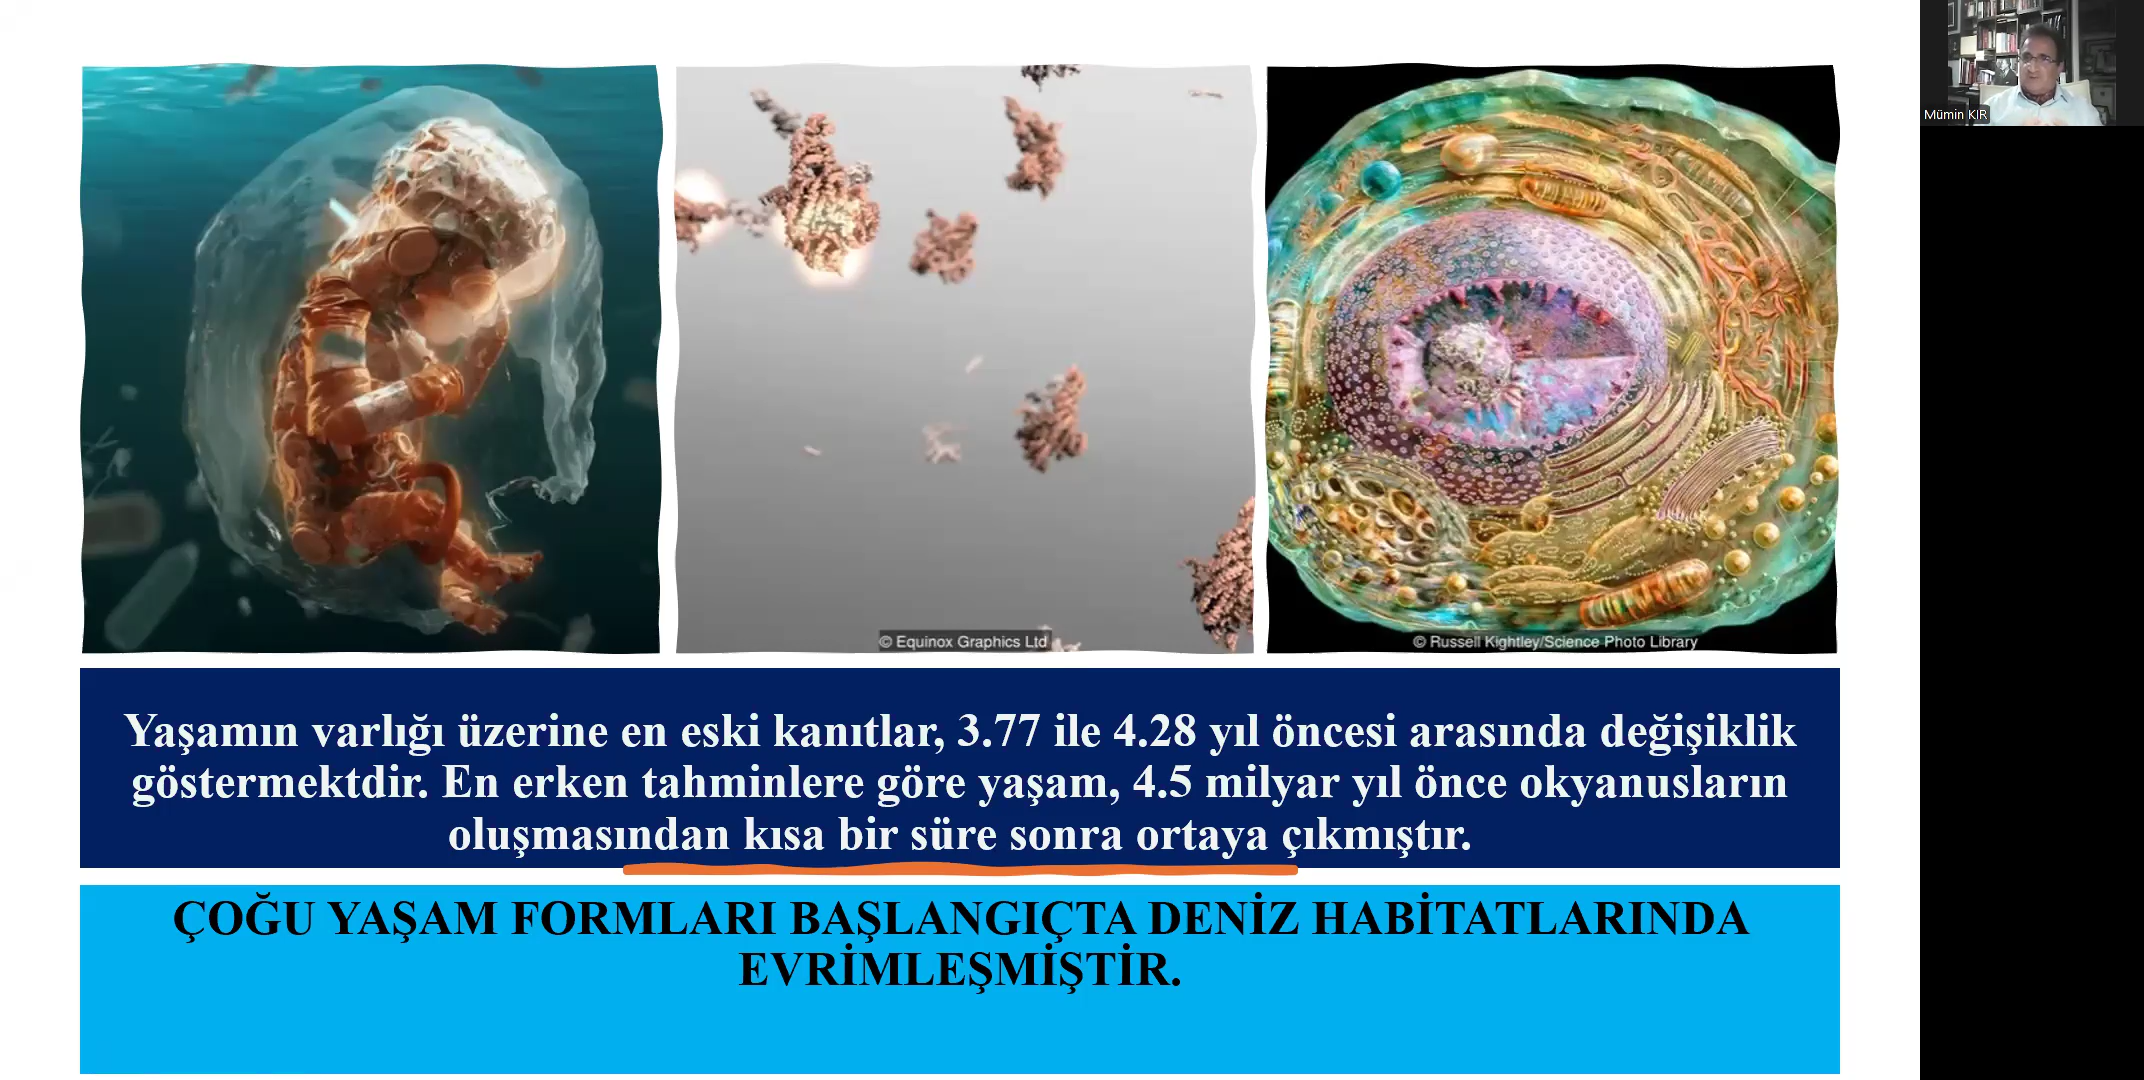 Mümin KIR
© Equinox Graphics Ltd
© Russell Kightley/Science Photo Library
Yaşamın varlığı üzerine en eski kanıtlar, 3.77 ile 4.28 yıl öncesi arasında değişiklik
göstermektdir. En erken tahminlere göre yaşam, 4.5 milyar yıl önce okyanusların
oluşmasından kısa bir süre sonra ortaya çıkmıştır.
ÇOĞU YAŞAM FORMLARI BAŞLANGIÇTA DENİZ HABİTATLARINDA
EVRİMLEŞMİŞTİR.